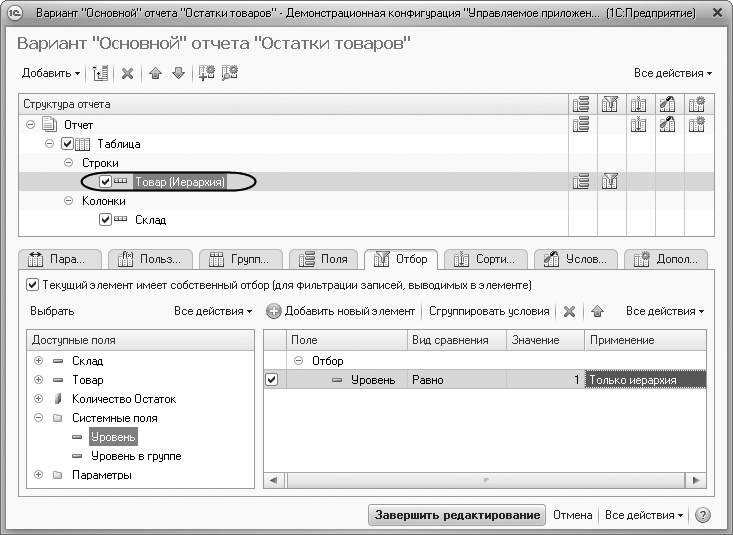 Вариант "Основной" отчета "Остатки товаров" - Демонстрационная конфигурация "Управляемое приложен... (1С:Предприятие)
Вариант "Основной" отчета "Остатки товаров"
Добавить Все действия
Структура отчета
Отчет
Таблица
Строки
Товар (Иерархия)
Колонки
Склад
Пара... Польз... Групп... Поля Отбор Сорти... Услов... Допол...
Текущий элемент имеет собственный отбор (для фильтрации записей, выводимых в элементе)
Выбрать Все действия Добавить новый элемент Сгруппировать условия Все действия
Доступные поля Поле Вид сравнения Значение Применение
Склад Отбор
Товар Уровень Равно 1 Только иерархия
Количество Остаток
Системные поля
Уровень
Уровень в группе
Параметры
Завершить редактирование Отмена Все действия ?